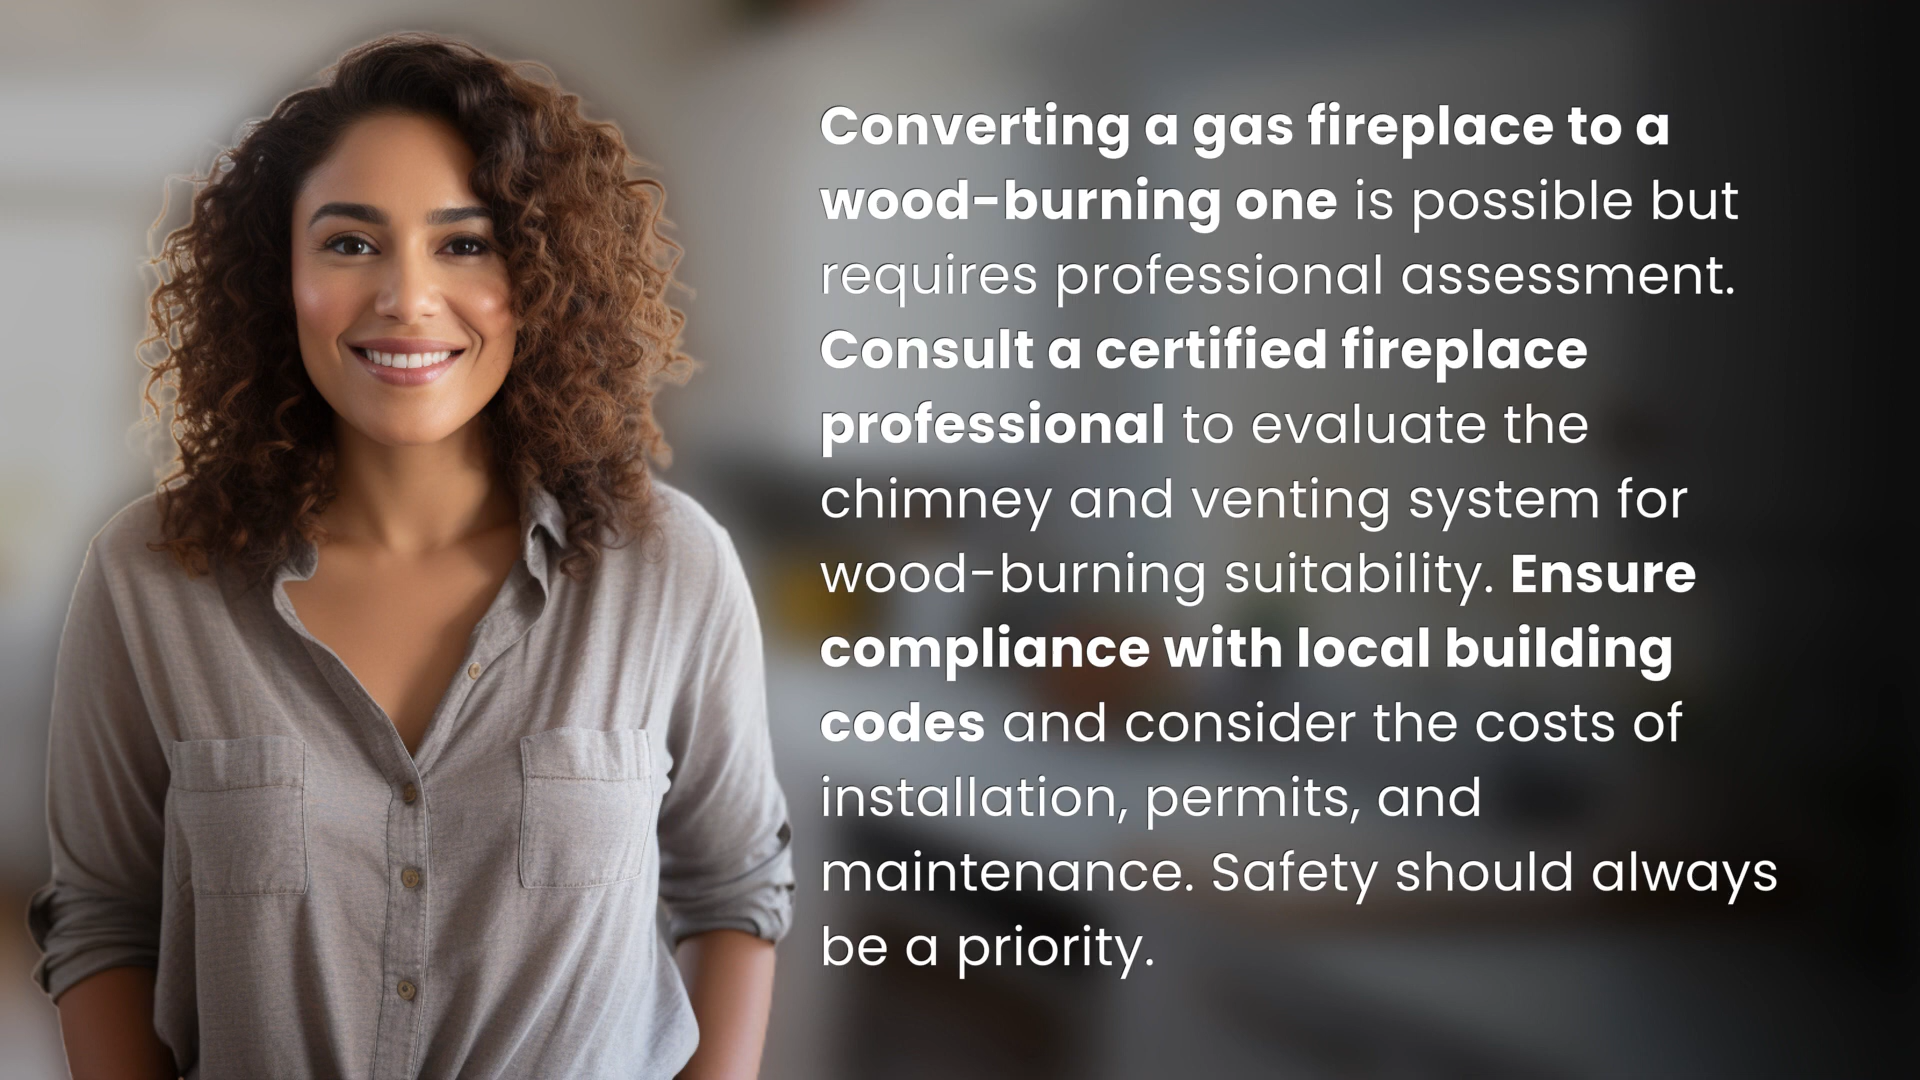 Converting a gas fireplace to a
wood-burning one is possible but
requires professional assessment.
Consult a certified fireplace
professional to evaluate the
chimney and venting system for
wood-burning suitability. Ensure
compliance with local building
codes and consider the costs of
installation, permits, and
maintenance. Safety should always
be a priority.